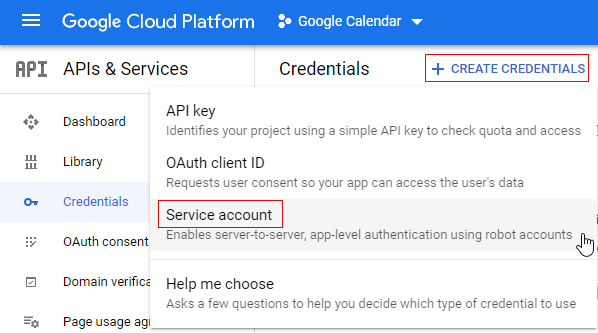 Google Cloud Platform
Google Calendar
API APIs & Services
Credentials
+ CREATE CREDENTIALS
Dashboard
Library
Credentials
OAuth consent
Domain verifica
Page usage agr
API key
Identifies your project using a simple API key to check quota and access
OAuth client ID
Requests user consent so your app can access the user's data
Service account
Enables server-to-server, app-level authentication using robot accounts
Help me choose
Asks a few questions to help you decide which type of credential to use